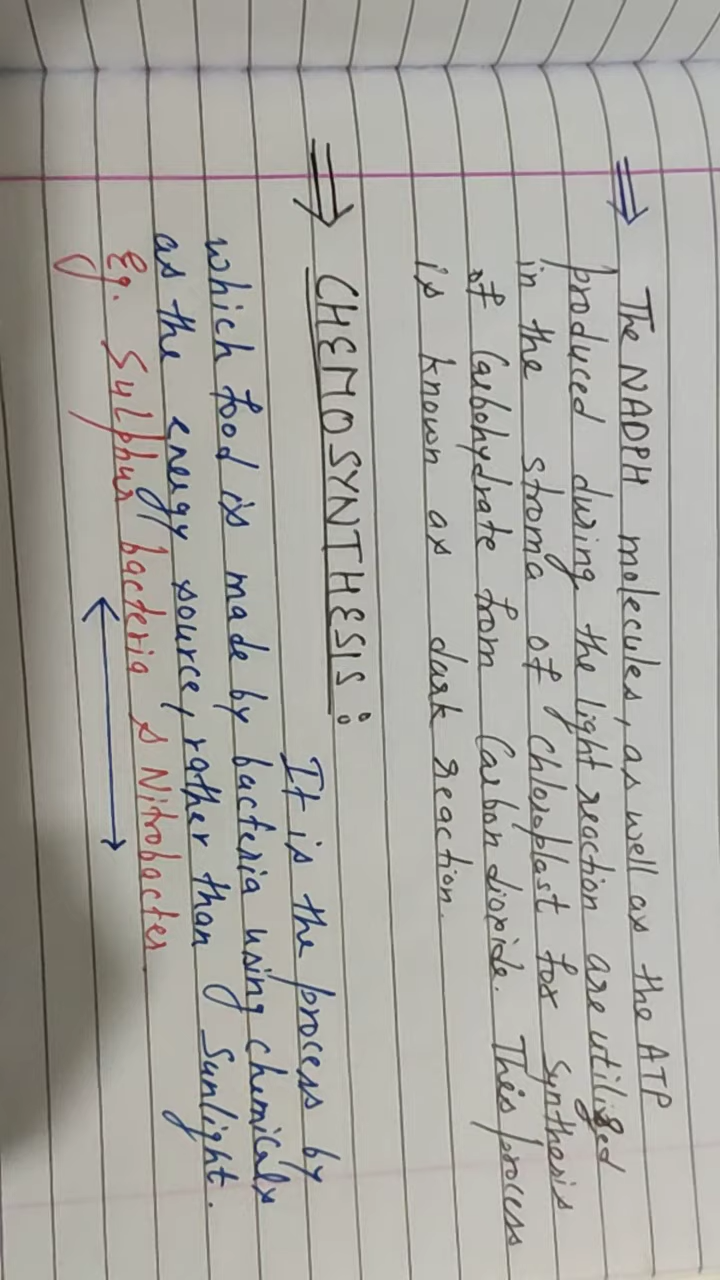 ⇒ The NADPH molecules, as well as the ATP
produced during the light reaction are utilized
in the stroma of chloroplast for synthesis
of Carbohydrate from Carbon dioxide. This process
is known as dark reaction.
⇒ CHEMOSYNTHESIS :
It is the process by
which food is made by bacteria using chemicals
as the energy source, rather than sunlight.
Eg. Sulphur bacteria & Nitrobacter